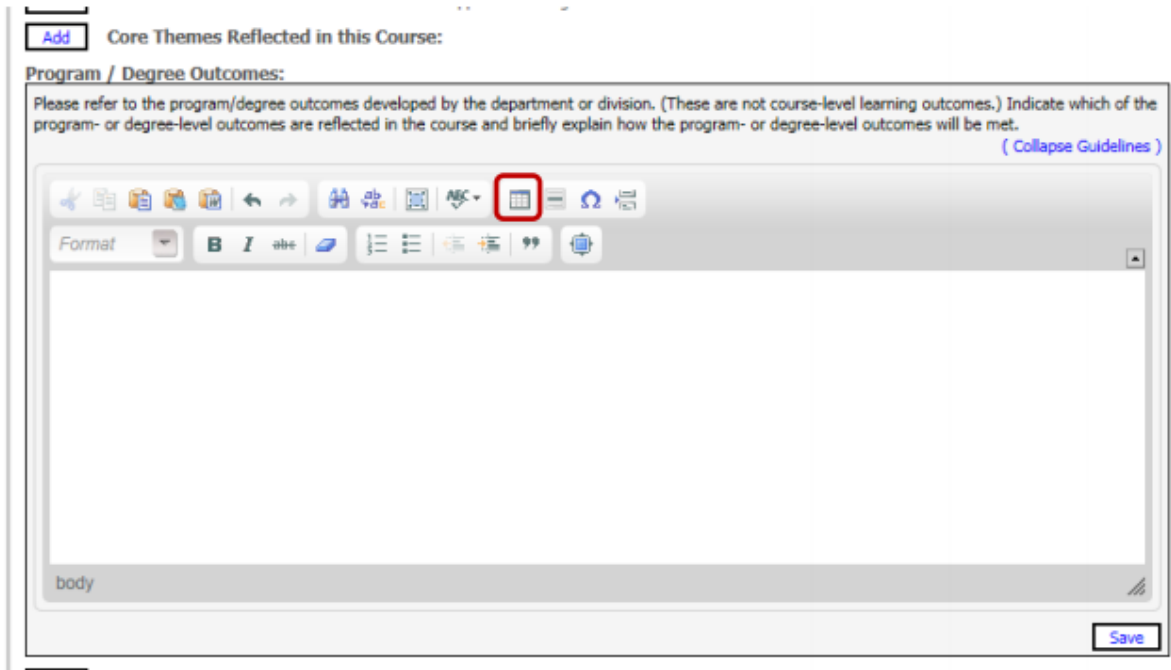 Add Core Themes Reflected in this Course:
Program / Degree Outcomes:
Please refer to the program/degree outcomes developed by the department or division. (These are not course-level learning outcomes.) Indicate which of the
program- or degree-level outcomes are reflected in the course and briefly explain how the program- or degree-level outcomes will be met.
( Collapse Guidelines )
Format B I abc
body
Save